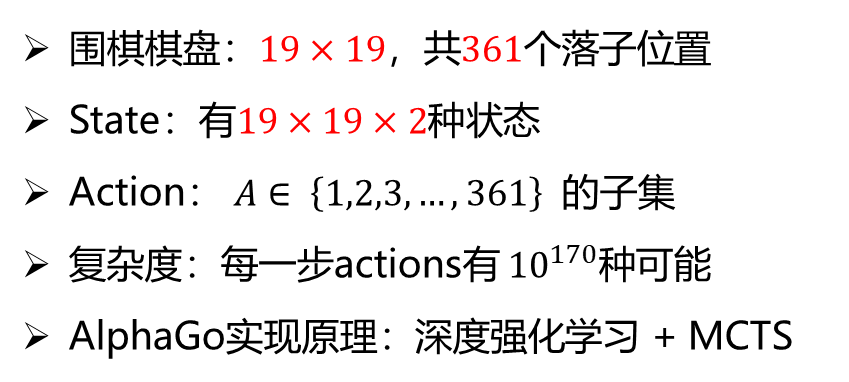 ➢ 围棋棋盘：19 × 19，共361个落子位置
➢ State：有19 × 19 × 2种状态
➢ Action： A ∈ {1,2,3, … , 361} 的子集
➢ 复杂度：每一步actions有 10^170种可能
➢ AlphaGo实现原理：深度强化学习 + MCTS